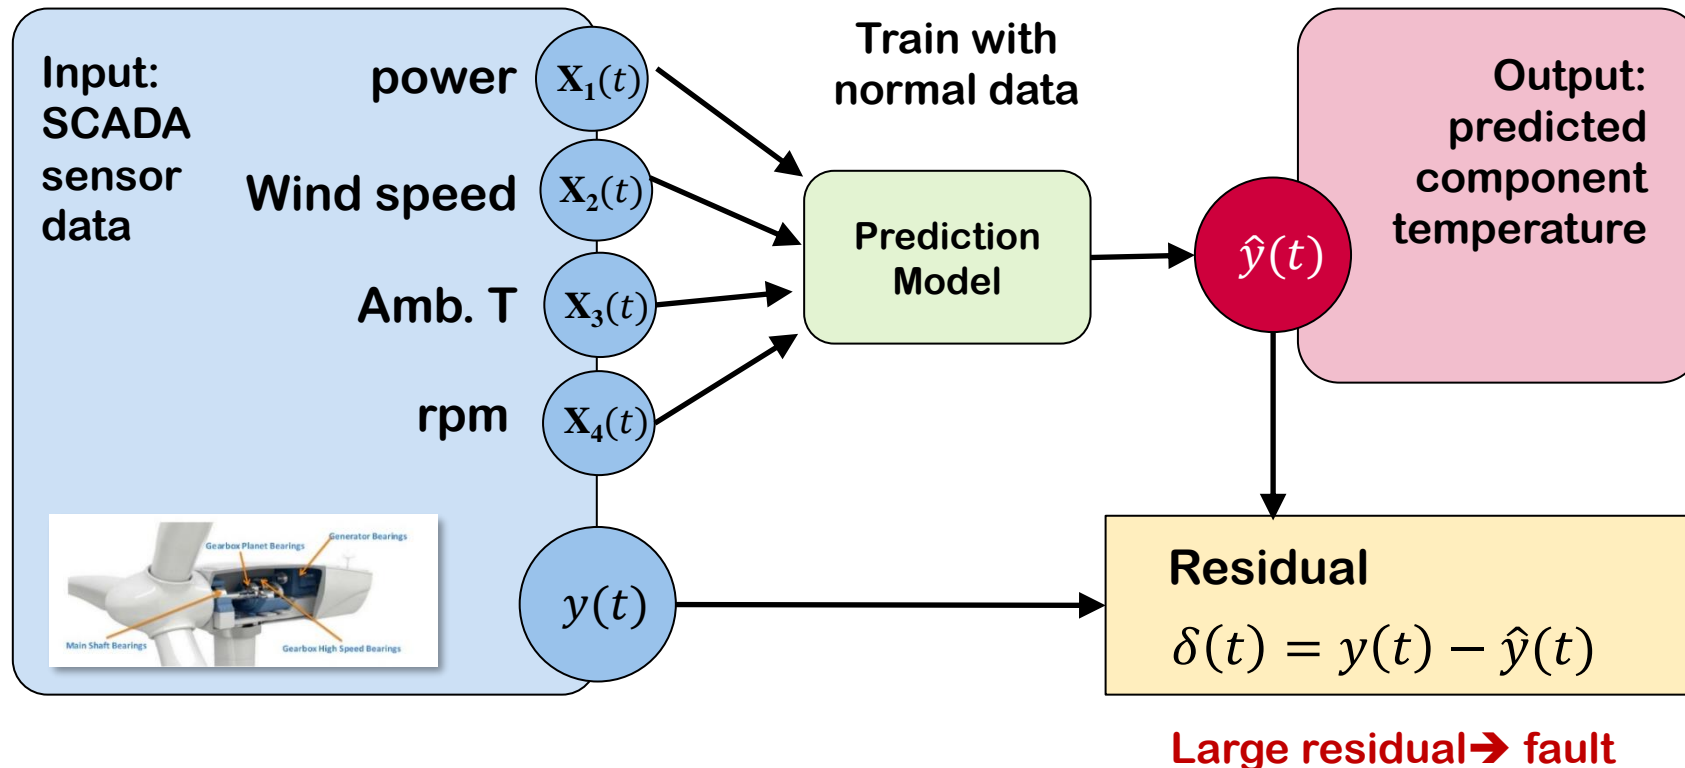 Input:
SCADA
sensor
data
power
X₁(t)
Wind speed
X₂(t)
Amb. T
X₃(t)
rpm
X₄(t)
Gearbox Planet Bearings
Generator Bearings
Main Shaft Bearings
Gearbox High Speed Bearings
y(t)
Train with
normal data
Prediction
Model
ŷ(t)
Output:
predicted
component
temperature
Residual
δ(t) = y(t) − ŷ(t)
Large residual➔ fault